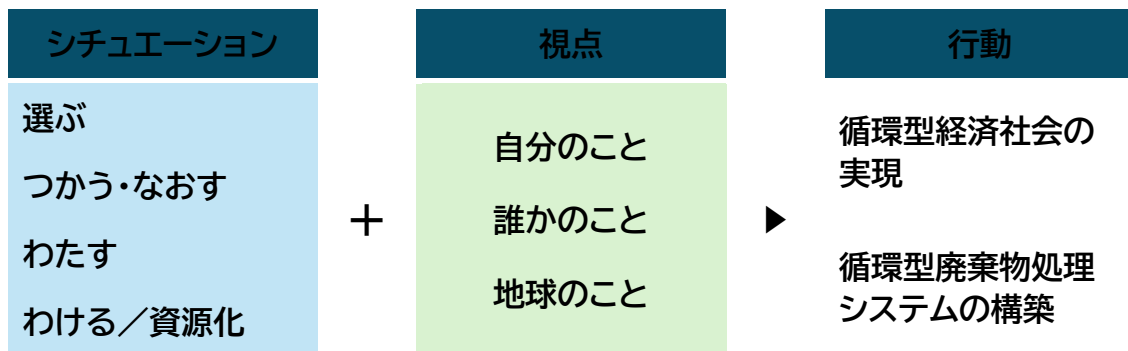 シチュエーション
選ぶ
つかう・なおす
わたす
わける／資源化
＋
視点
自分のこと
誰かのこと
地球のこと
▶
行動
循環型経済社会の
実現
循環型廃棄物処理
システムの構築